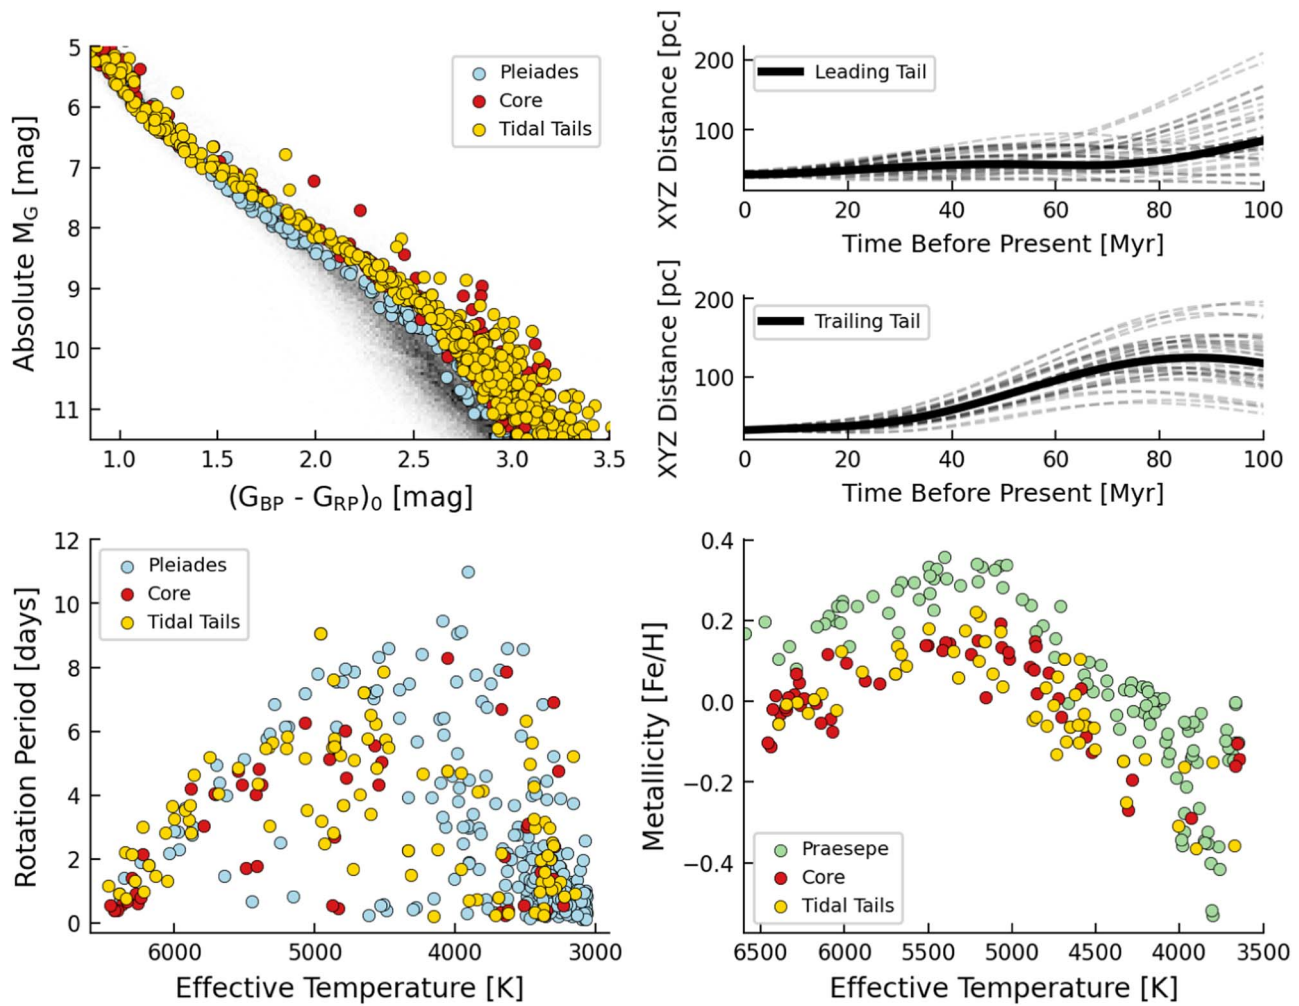 5
6
7
8
9
10
11
Absolute M_G [mag]
Pleiades
Core
Tidal Tails
1.0 1.5 2.0 2.5 3.0 3.5
(G_BP - G_RP)_0 [mag]
200
100
XYZ Distance [pc]
Leading Tail
0 20 40 60 80 100
Time Before Present [Myr]
200
100
XYZ Distance [pc]
Trailing Tail
0 20 40 60 80 100
Time Before Present [Myr]
12
10
8
6
4
2
0
Rotation Period [days]
Pleiades
Core
Tidal Tails
6000 5000 4000 3000
Effective Temperature [K]
0.4
0.2
0.0
−0.2
−0.4
Metallicity [Fe/H]
Praesepe
Core
Tidal Tails
6500 6000 5500 5000 4500 4000 3500
Effective Temperature [K]